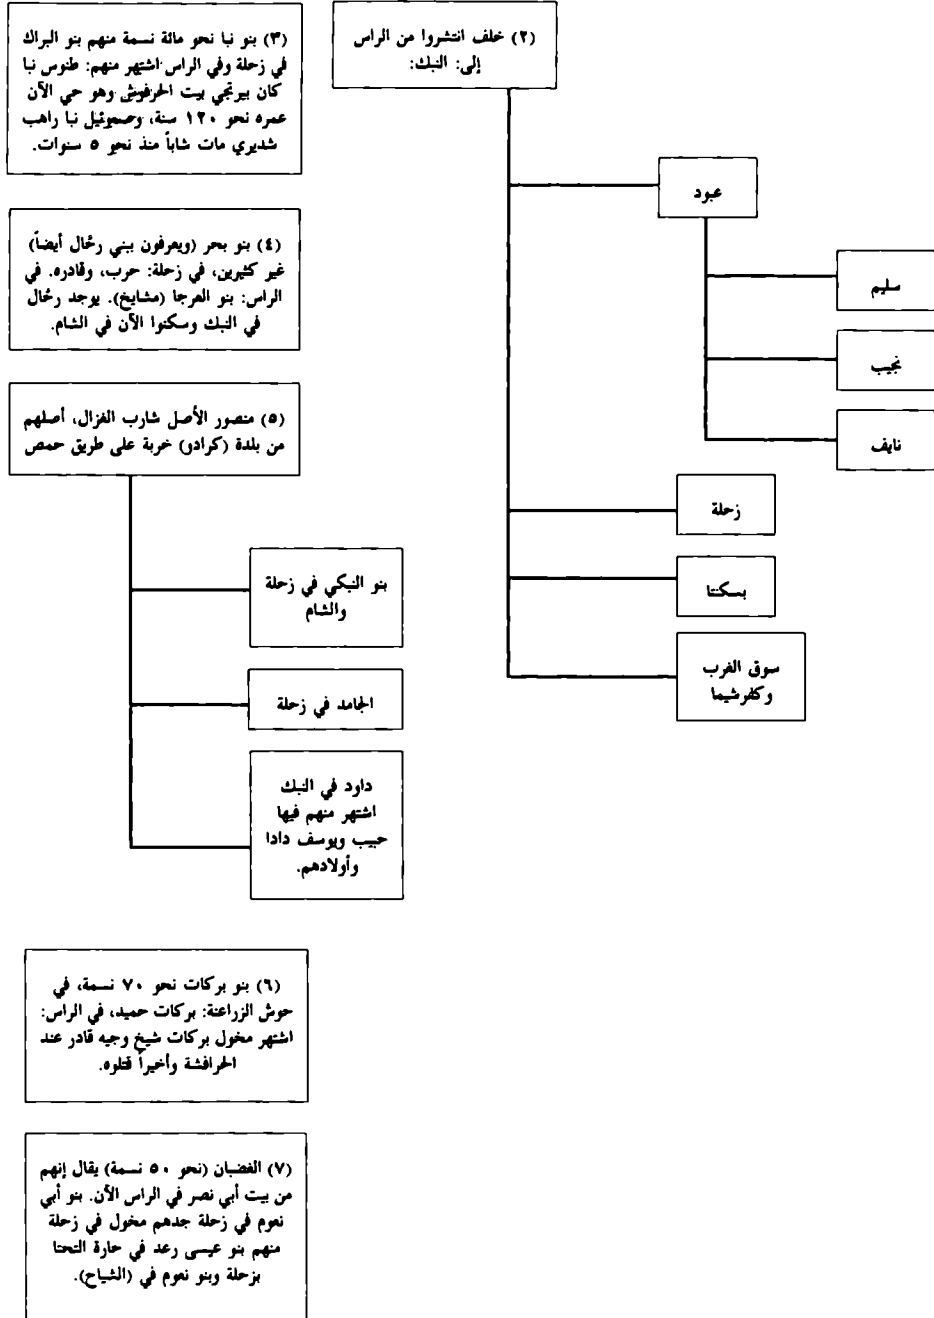 (٢) خلف انتشروا من الراس
إلى: النبك:
عبود
سليم
نجيب
نايف
زحلة
بسكنتا
سوق الغرب
وكفرشيما
(٣) بنو نبا نحو مائة نسمة منهم بنو البراك
في زحلة وفي الراس اشتهر منهم: طنوس نبا
كان بيرتجي بيت الحرفوش وهو حي الآن
عمره نحو ١٢٠ سنة، وصموئيل نبا راهب
شديري مات شاباً منذ نحو ٥ سنوات.
(٤) بنو بحر (ويعرفون ببني رحّال أيضاً)
غير كثيرين، في زحلة: حرب، وقادره. في
الراس: بنو العرجا (مشايخ). يوجد رحّال
في النبك وسكنوا الآن في الشام.
(٥) منصور الأصل شارب الغزال، أصلهم
من بلدة (كرادو) خربة على طريق حمص
بنو النبكي في زحلة
والشام
الجامد في زحلة
داود في النبك
اشتهر منهم فيها
حبيب ويوسف دادا
وأولادهم.
(٦) بنو بركات نحو ٧٠ نسمة، في
حوش الزراعنة: بركات حميد، في الراس:
اشتهر مخول بركات شيخ وجيه قادر عند
الحرافشة وأخيراً قتلوه.
(٧) الغضبان (نحو ٥٠ نسمة) يقال إنهم
من بيت أبي نصر في الراس الآن. بنو أبي
نعوم في زحلة جدهم مخول في زحلة
منهم بنو عيسى رعد في حارة التحتا
بزحلة وبنو نعوم في (الشياح).